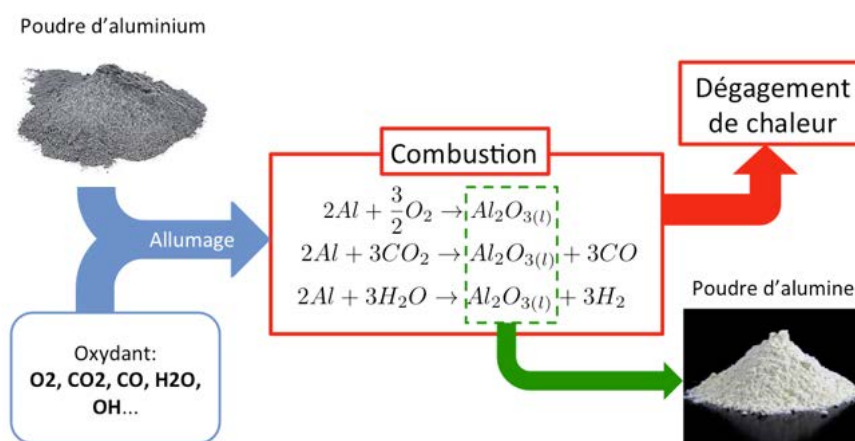 Poudre d'aluminium
Dégagement
de chaleur
Combustion
2Al + 3/2 O₂ → Al₂O₃₍ₗ₎
Allumage
2Al + 3CO₂ → Al₂O₃₍ₗ₎ + 3CO
2Al + 3H₂O → Al₂O₃₍ₗ₎ + 3H₂
Poudre d'alumine
Oxydant:
O2, CO2, CO, H2O,
OH...